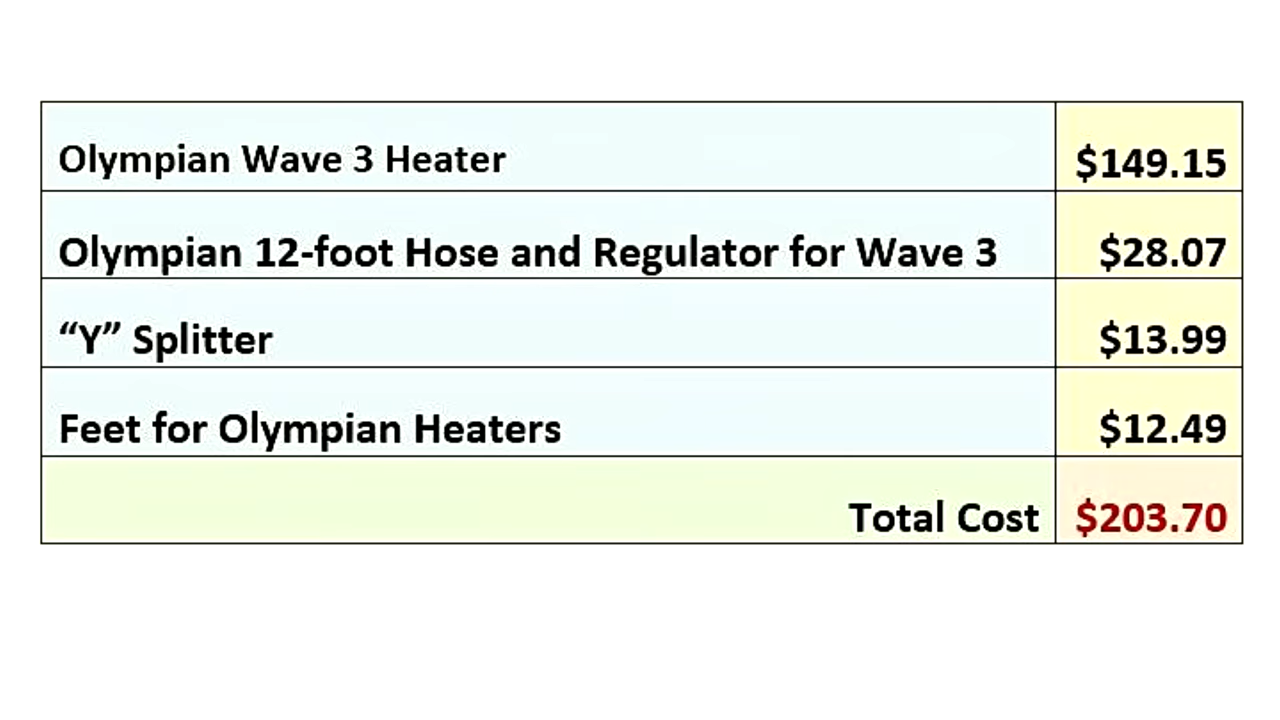 Olympian Wave 3 Heater $149.15
Olympian 12-foot Hose and Regulator for Wave 3 $28.07
“Y” Splitter $13.99
Feet for Olympian Heaters $12.49
Total Cost $203.70